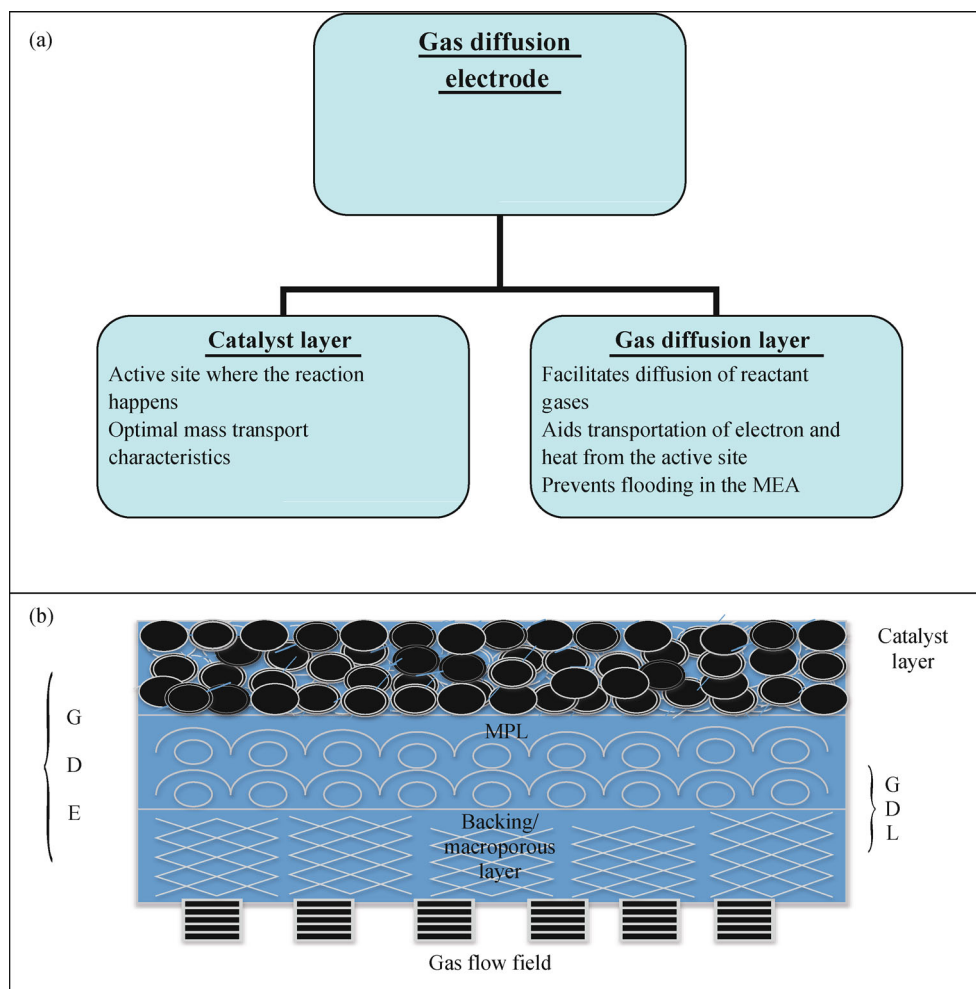 (a)
Gas diffusion
electrode
Catalyst layer
Active site where the reaction
happens
Optimal mass transport
characteristics
Gas diffusion layer
Facilitates diffusion of reactant
gases
Aids transportation of electron and
heat from the active site
Prevents flooding in the MEA
(b)
Catalyst
layer
G
D
E
MPL
G
D
L
Backing/
macroporous
layer
Gas flow field